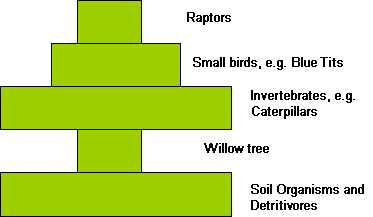 Raptors
Small birds, e.g. Blue Tits
Invertebrates, e.g.
Caterpillars
Willow tree
Soil Organisms and
Detritivores